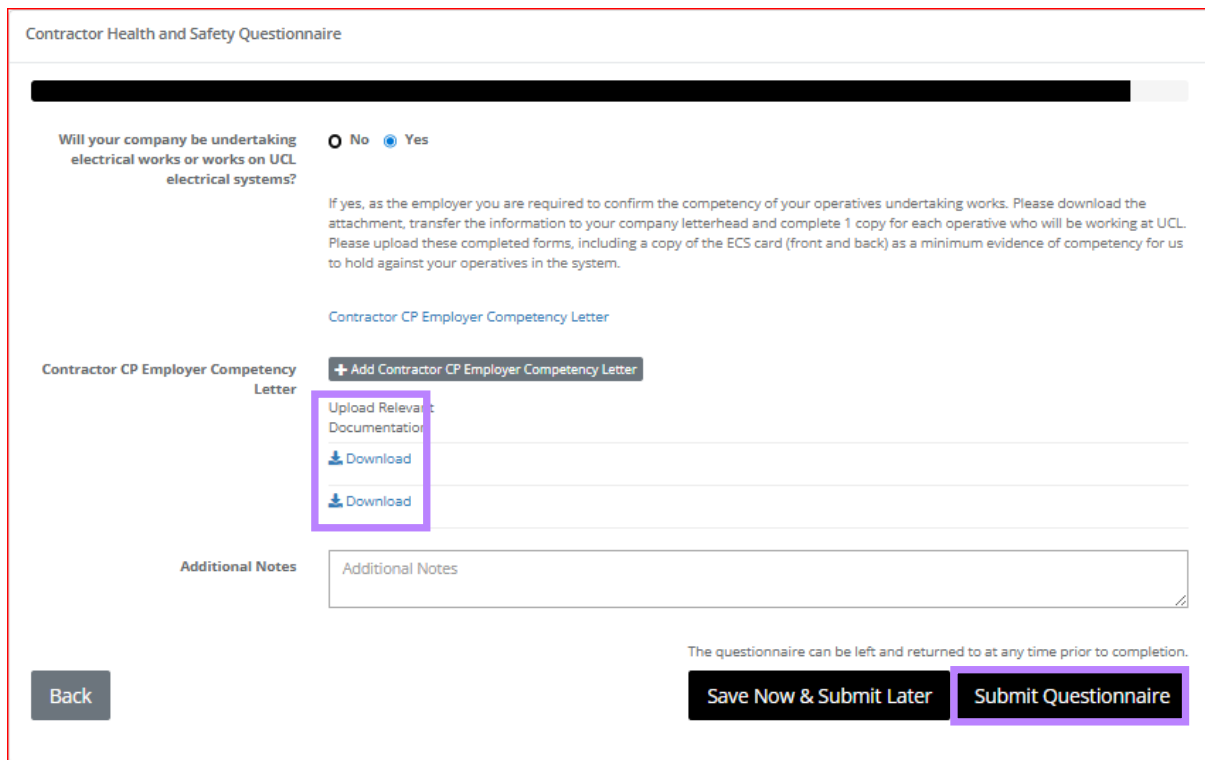 Contractor Health and Safety Questionnaire
Will your company be undertaking
electrical works or works on UCL
electrical systems?
No Yes
If yes, as the employer you are required to confirm the competency of your operatives undertaking works. Please download the
attachment, transfer the information to your company letterhead and complete 1 copy for each operative who will be working at UCL.
Please upload these completed forms, including a copy of the ECS card (front and back) as a minimum evidence of competency for us
to hold against your operatives in the system.
Contractor CP Employer Competency Letter
Contractor CP Employer Competency
Letter
+ Add Contractor CP Employer Competency Letter
Upload Relevant
Documentation
Download
Download
Additional Notes
Additional Notes
The questionnaire can be left and returned to at any time prior to completion.
Back
Save Now & Submit Later
Submit Questionnaire